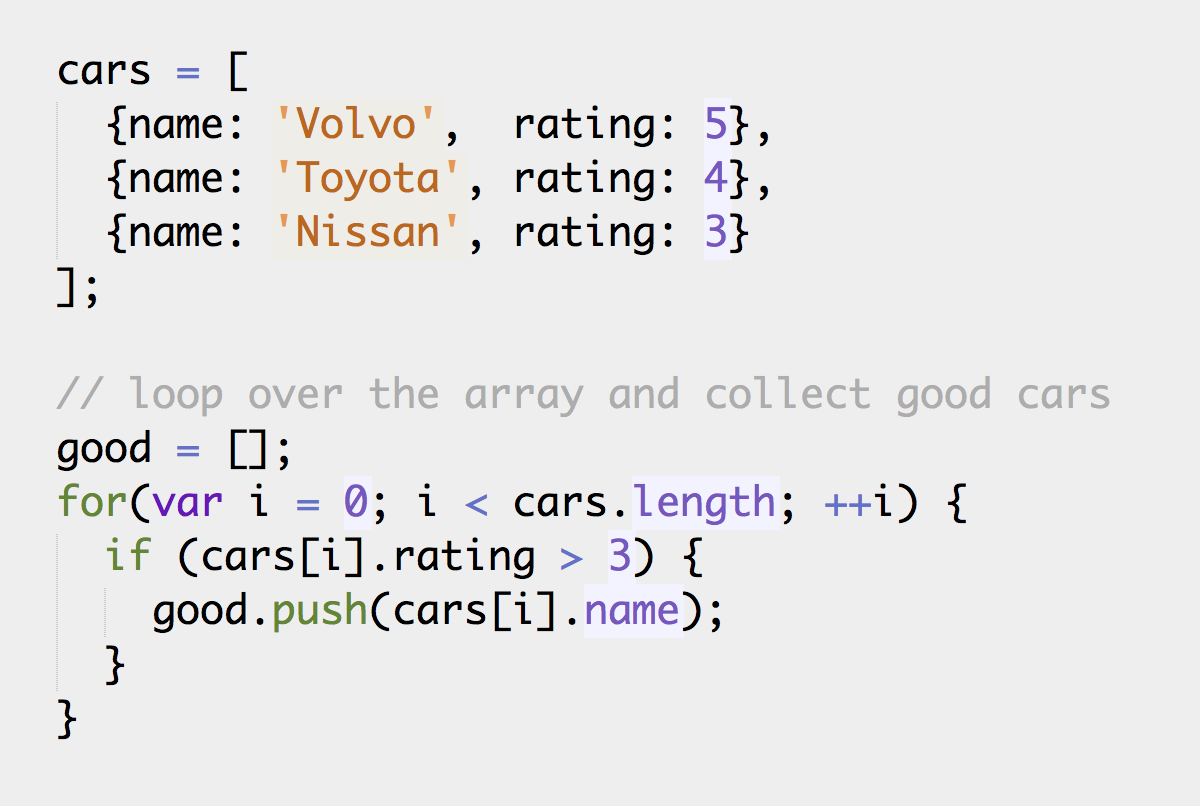 cars = [
  {name: 'Volvo',  rating: 5},
  {name: 'Toyota', rating: 4},
  {name: 'Nissan', rating: 3}
];

// loop over the array and collect good cars
good = [];
for(var i = 0; i < cars.length; ++i) {
  if (cars[i].rating > 3) {
    good.push(cars[i].name);
  }
}